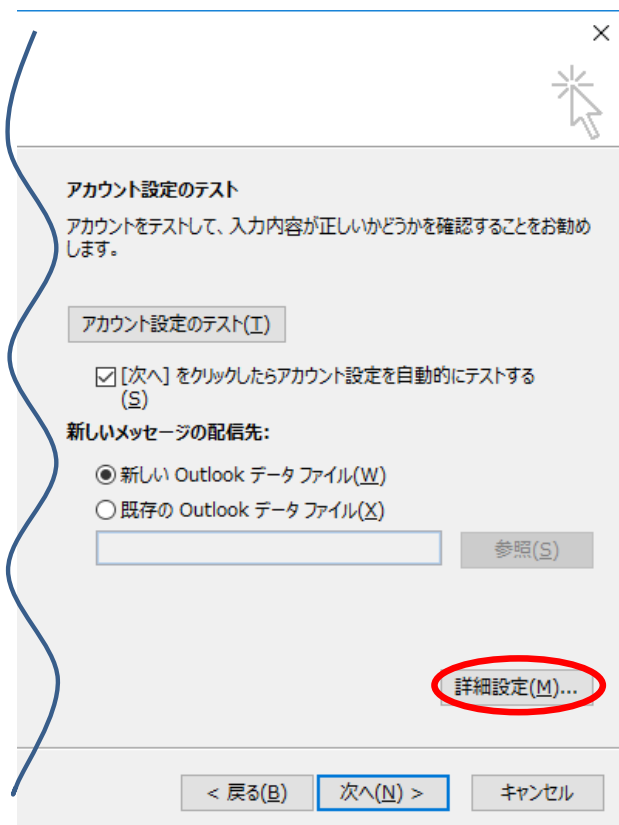 アカウント設定のテスト
アカウントをテストして、入力内容が正しいかどうかを確認することをお勧め
します。
アカウント設定のテスト(T)
[次へ] をクリックしたらアカウント設定を自動的にテストする
(S)
新しいメッセージの配信先:
新しい Outlook データ ファイル(W)
既存の Outlook データ ファイル(X)
参照(S)
詳細設定(M)...
< 戻る(B) 次へ(N) > キャンセル